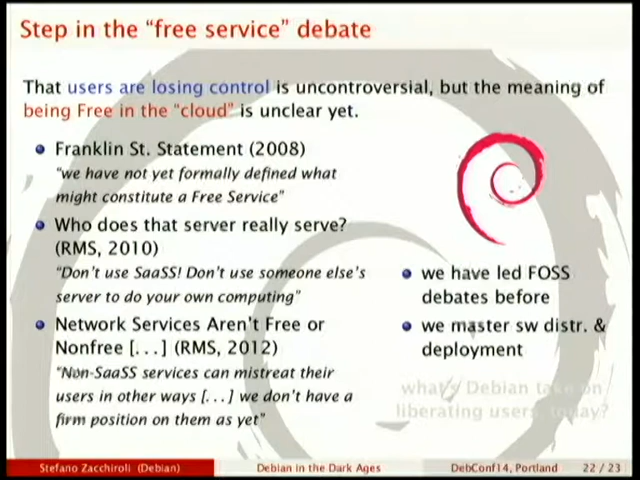 Step in the “free service” debate
That users are losing control is uncontroversial, but the meaning of
being Free in the “cloud” is unclear yet.
Franklin St. Statement (2008)
“we have not yet formally defined what
might constitute a Free Service”
Who does that server really serve?
(RMS, 2010)
“Don’t use SaaSS! Don’t use someone else’s
server to do your own computing”
Network Services Aren’t Free or
Nonfree [...] (RMS, 2012)
“Non-SaaSS services can mistreat their
users in other ways [...] we don’t have a
firm position on them as yet”
we have led FOSS
debates before
we master sw distr. &
deployment
what’s Debian take on
liberating users, today?
Stefano Zacchiroli (Debian) Debian in the Dark Ages DebConf14, Portland 22 / 23